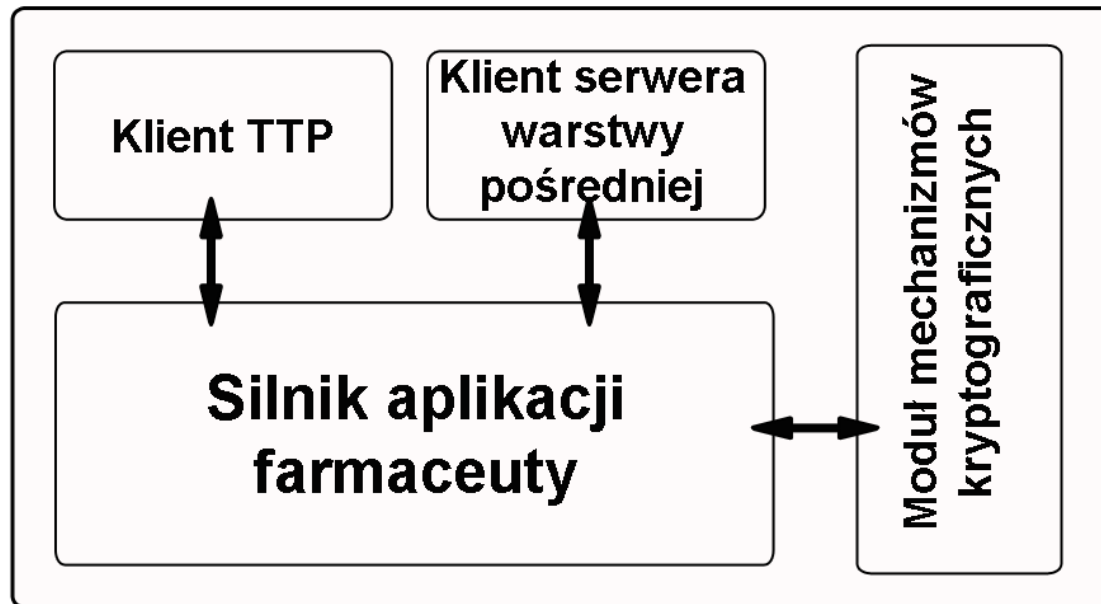 Klient TTP
Klient serwera
warstwy
pośredniej
Silnik aplikacji
farmaceuty
Moduł mechanizmów
kryptograficznych